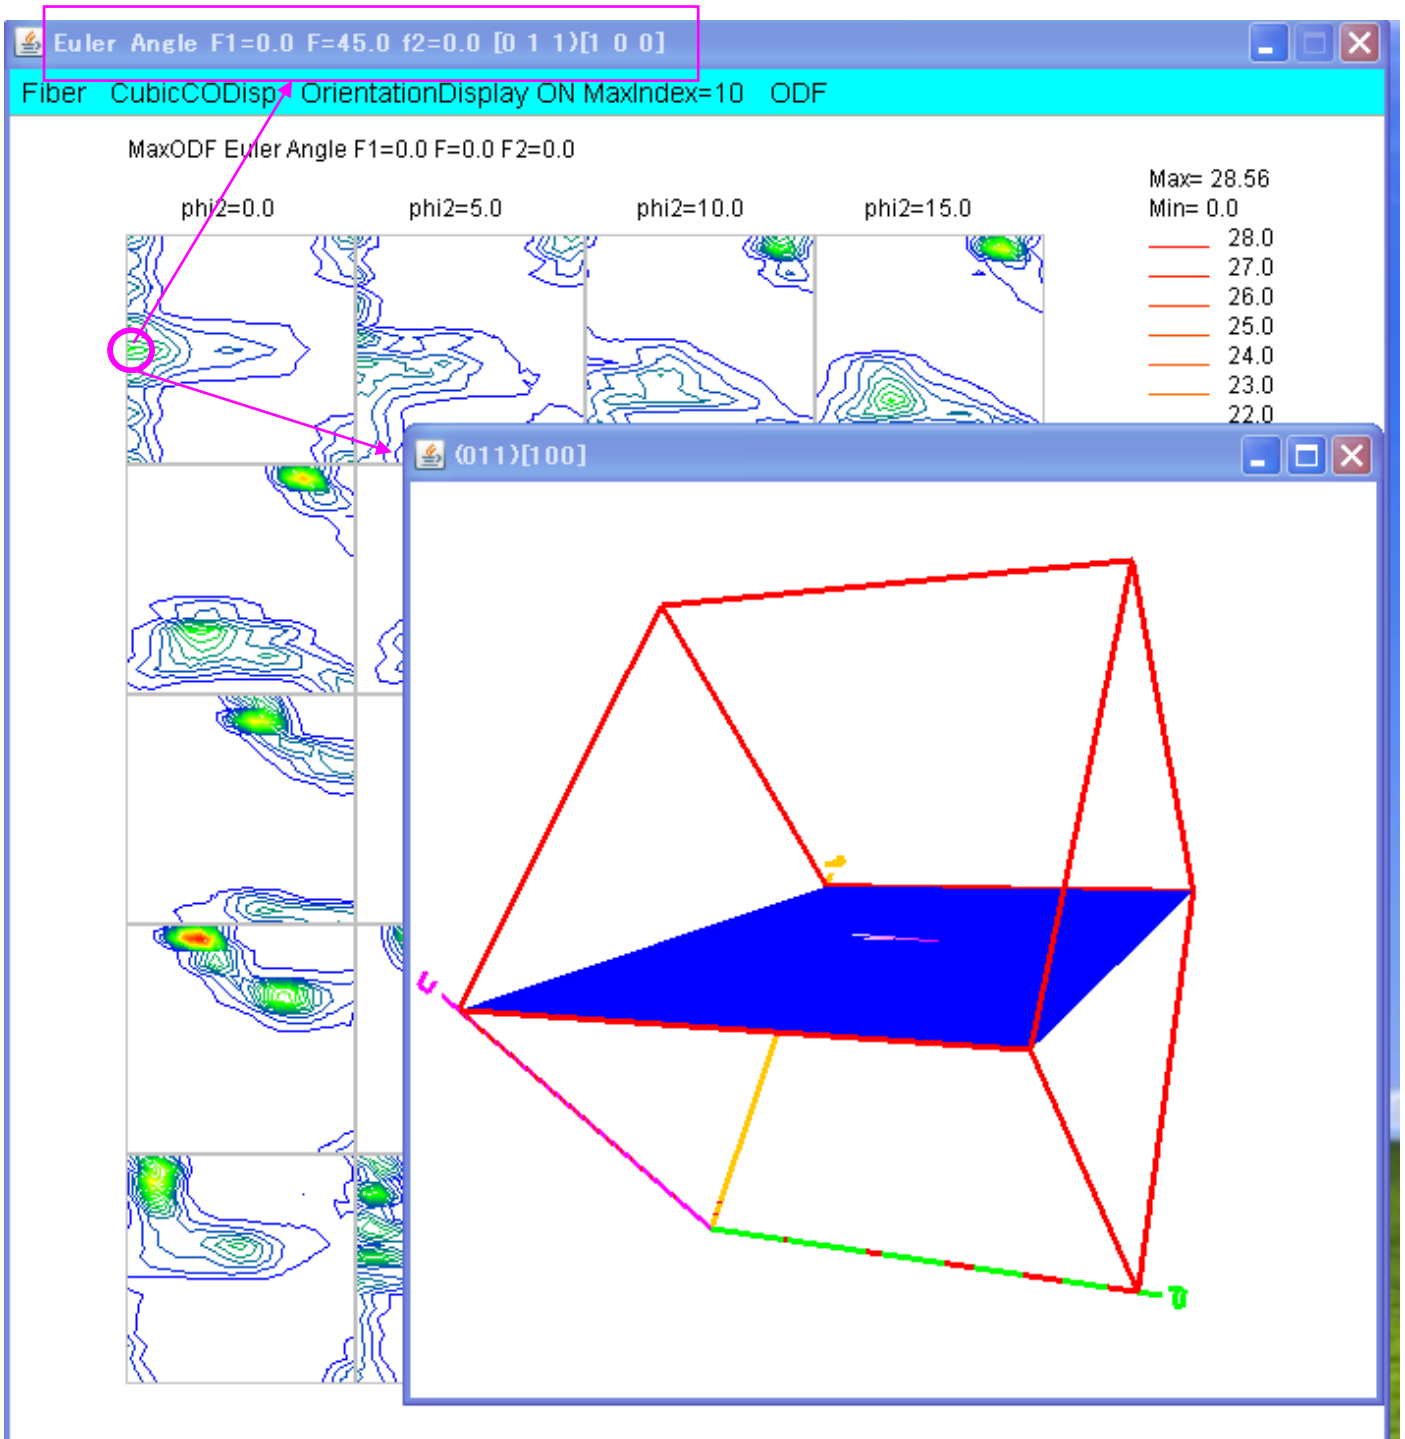 Euler Angle F1=0.0 F=45.0 f2=0.0 [0 1 1)[1 0 0]
Fiber CubicCODisp OrientationDisplay ON MaxIndex=10 ODF
MaxODF Euler Angle F1=0.0 F=0.0 F2=0.0
phi2=0.0 phi2=5.0 phi2=10.0 phi2=15.0
Max= 28.56
Min= 0.0
28.0
27.0
26.0
25.0
24.0
23.0
22.0
(011)[100]